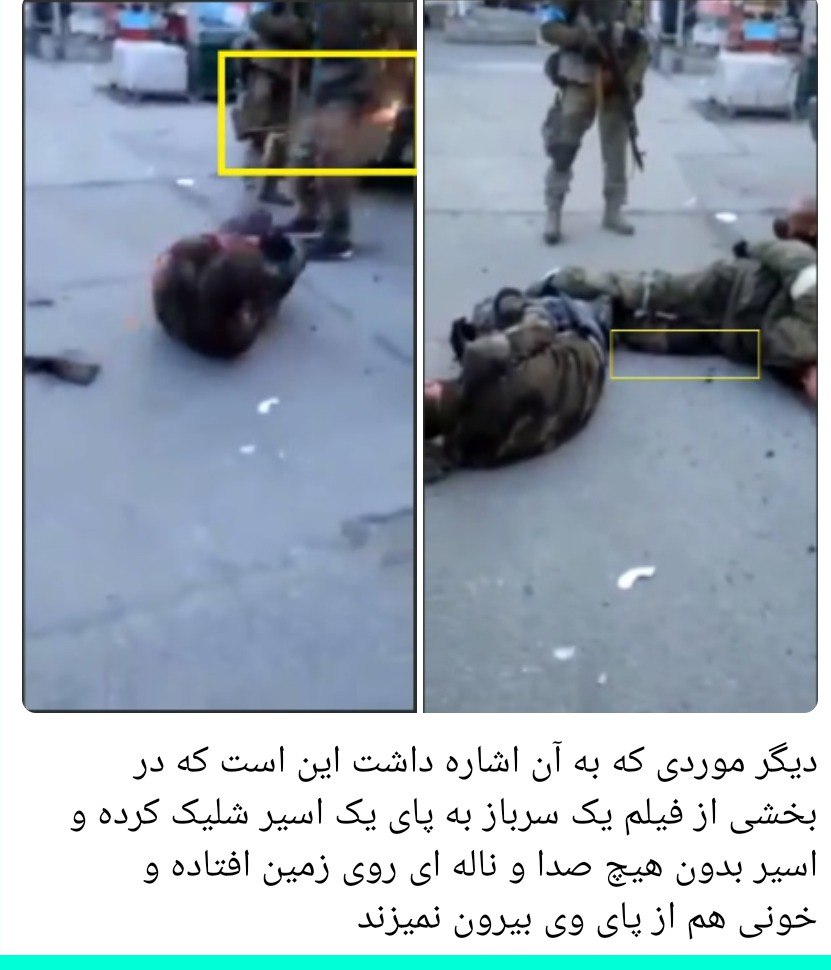 دیگر موردی که به آن اشاره داشت این است که در
بخشی از فیلم یک سرباز به پای یک اسیر شلیک کرده و
اسیر بدون هیچ صدا و ناله ای روی زمین افتاده و
خونی هم از پای وی بیرون نمیزند